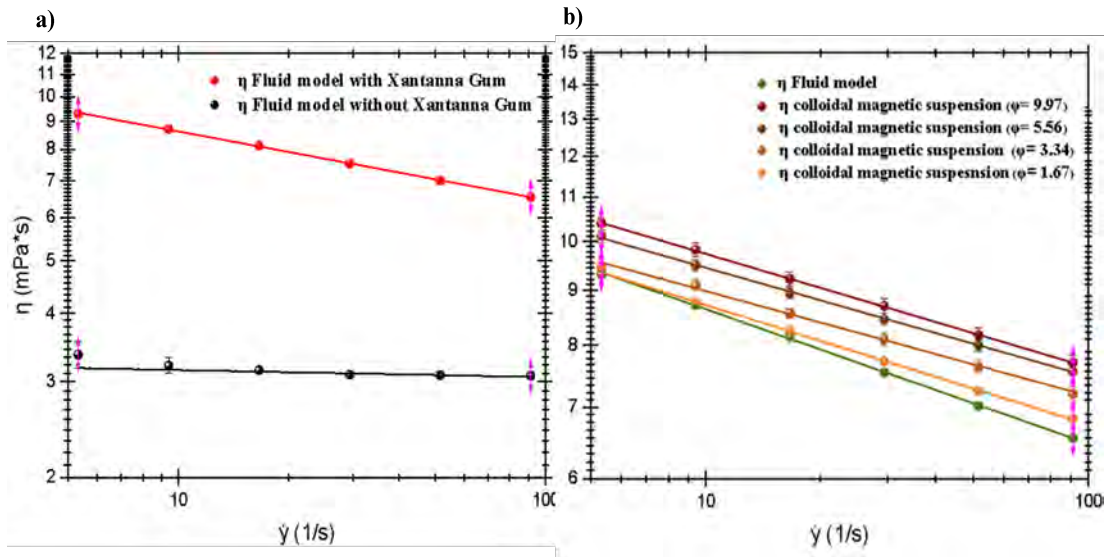 a)
12
11
10
9
8
7
6
5
4
3
2
10
100
η (mPa*s)
ẏ (1/s)
η Fluid model with Xantanna Gum
η Fluid model without Xantanna Gum
b)
15
14
13
12
11
10
9
8
7
6
10
100
ẏ (1/s)
η Fluid model
η colloidal magnetic suspension (φ= 9.97)
η colloidal magnetic suspension (φ= 5.56)
η colloidal magnetic suspension (φ= 3.34)
η colloidal magnetic suspesnsion (φ= 1.67)